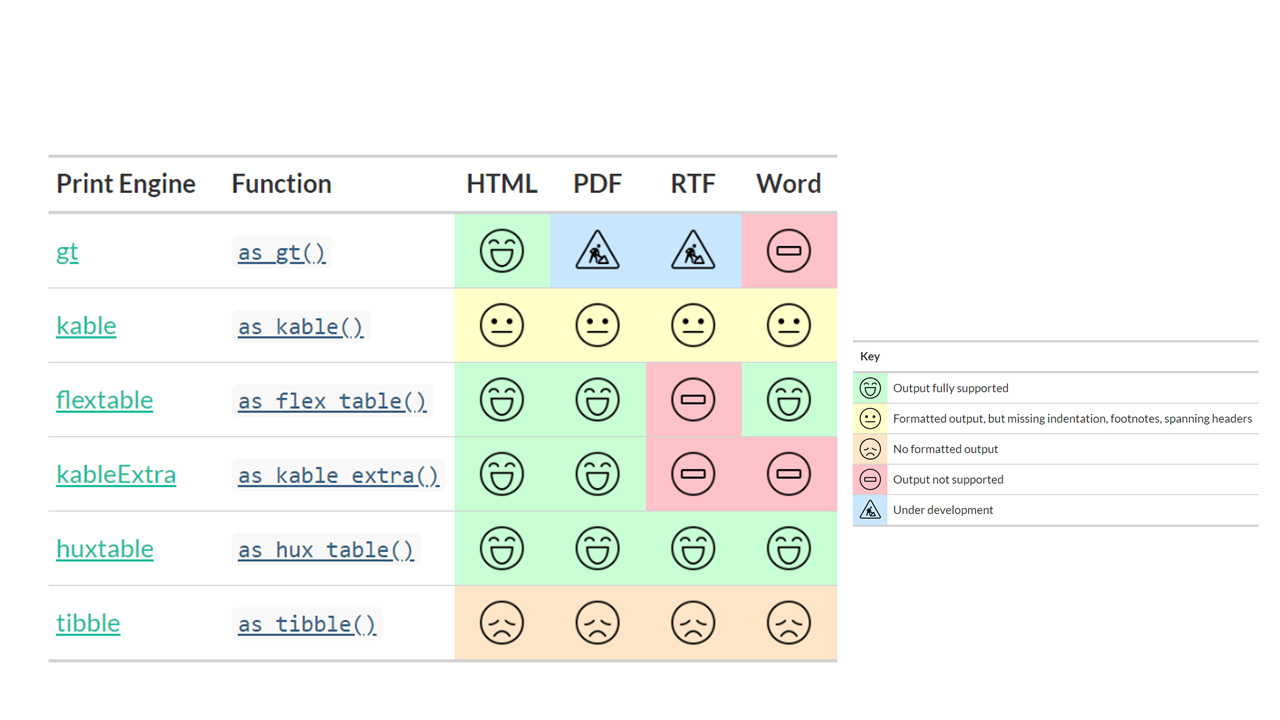 Print Engine Function HTML PDF RTF Word
gt as_gt()
kable as_kable()
flextable as_flex_table()
kableExtra as_kable_extra()
huxtable as_hux_table()
tibble as_tibble()
Key
Output fully supported
Formatted output, but missing indentation, footnotes, spanning headers
No formatted output
Output not supported
Under development